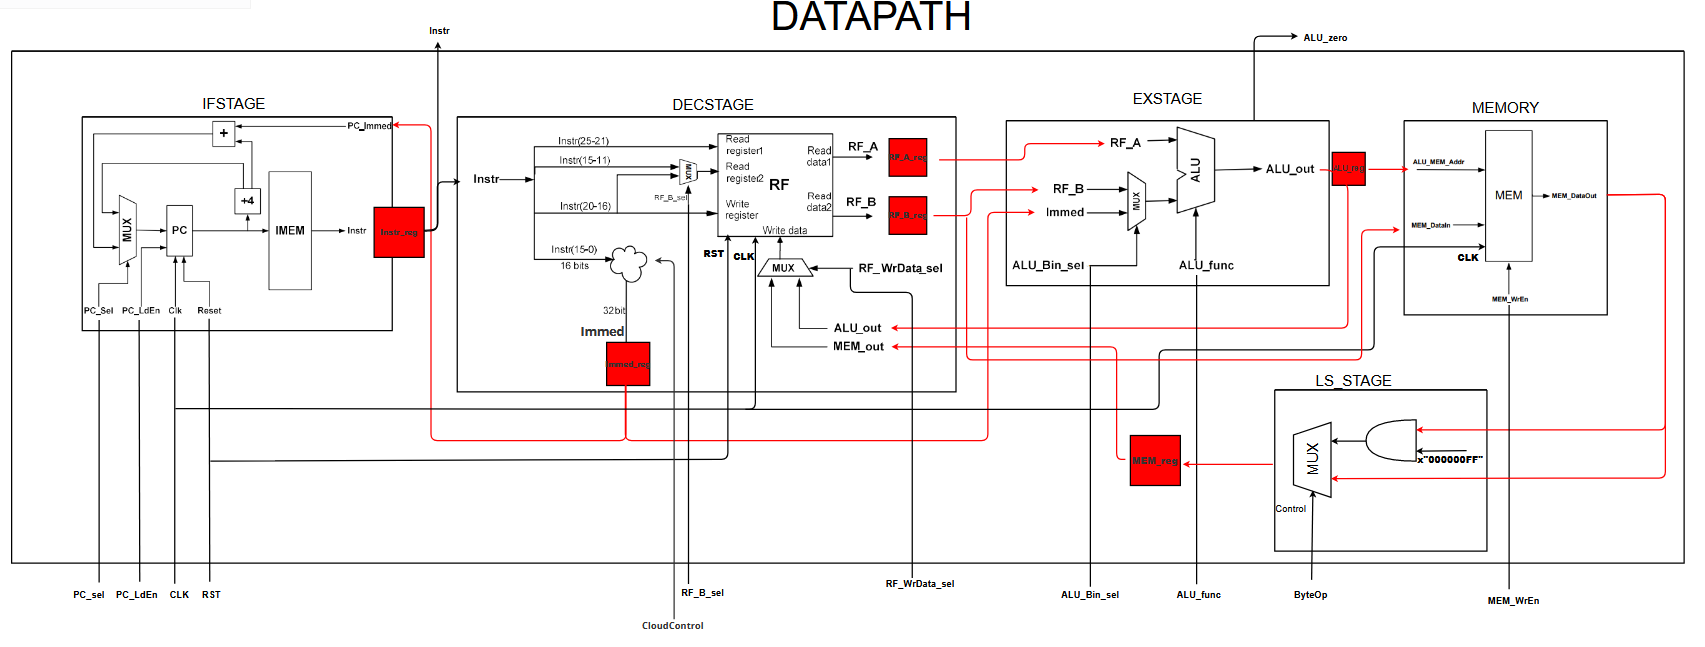 DATAPATH
Instr
ALU_zero
IFSTAGE
DECSTAGE
EXSTAGE
MEMORY
PC_Immed
+
+4
MUX
PC
IMEM
Instr
Instr_reg
PC_Sel
PC_LdEn
Clk
Reset
Instr
Instr(25-21)
Instr(15-11)
Instr(20-16)
Instr(15-0)
16 bits
MUX
RF_B_sel
Read
register1
Read
register2
Write
register
RF
Read
data1
Read
data2
Write data
RST
CLK
MUX
RF_WrData_sel
ALU_out
MEM_out
32bit
Immed
Immed_reg
RF_A
RF_A_reg
RF_B
RF_B_reg
RF_A
RF_B
Immed
MUX
ALU
ALU_out
ALU_Bin_sel
ALU_func
ALU_reg
ALU_MEM_Addr
MEM
MEM_DataOut
MEM_DataIn
CLK
MEM_WrEn
LS_STAGE
MUX
x"000000FF"
Control
MEM_reg
PC_sel
PC_LdEn
CLK
RST
RF_B_sel
CloudControl
RF_WrData_sel
ALU_Bin_sel
ALU_func
ByteOp
MEM_WrEn